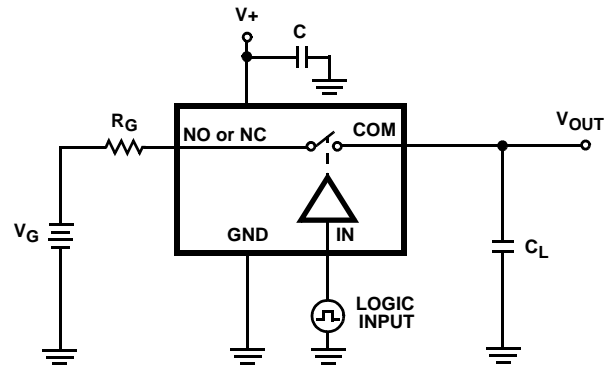 V+
C
RG
NO or NC
COM
VOUT
VG
GND
IN
CL
LOGIC
INPUT